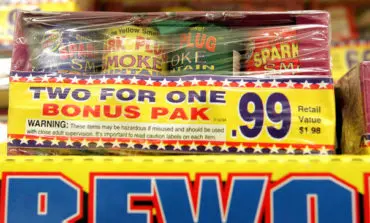 Yellow Smoke
PLUG
SPARK
SMOKE
TWO FOR ONE
BONUS PAK
.99
Retail
Value
$1.98
WARNING: These items may be hazardous if misused and should be used
with close adult supervision. It's important to read caution labels on each item.
REWO